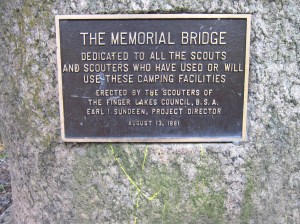 THE MEMORIAL BRIDGE
DEDICATED TO ALL THE SCOUTS
AND SCOUTERS WHO HAVE USED OR WILL
USE THESE CAMPING FACILITIES
ERECTED BY THE SCOUTERS OF
THE FINGER LAKES COUNCIL, B.S.A.
EARL SUNDEEN, PROJECT DIRECTOR
AUGUST 13,